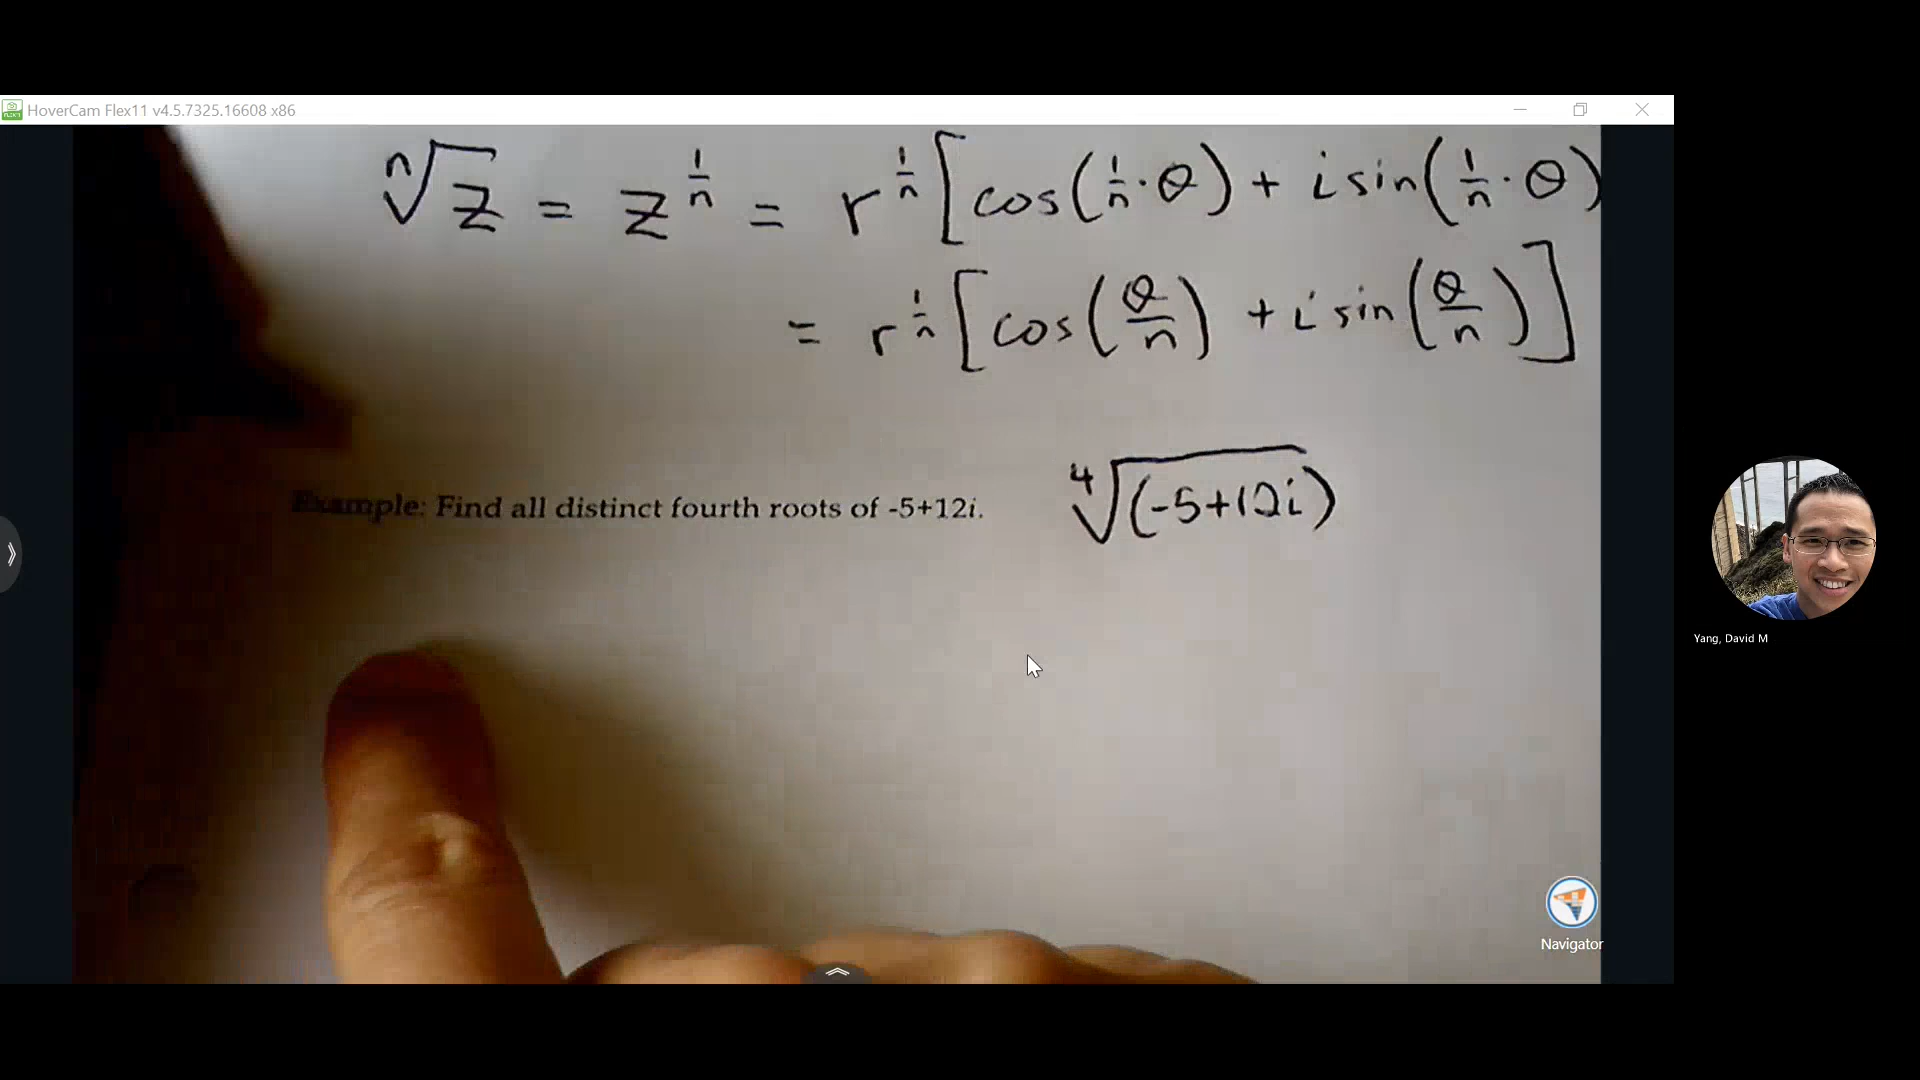 HoverCam Flex11 v4.5.7325.16608 x86
ⁿ√z = z^(1/n) = r^(1/n) [cos(1/n · θ) + i sin(1/n · θ)
= r^(1/n) [cos(θ/n) + i sin(θ/n)]
Example: Find all distinct fourth roots of -5+12i. ⁴√(-5+12i)
Yang, David M
Navigator